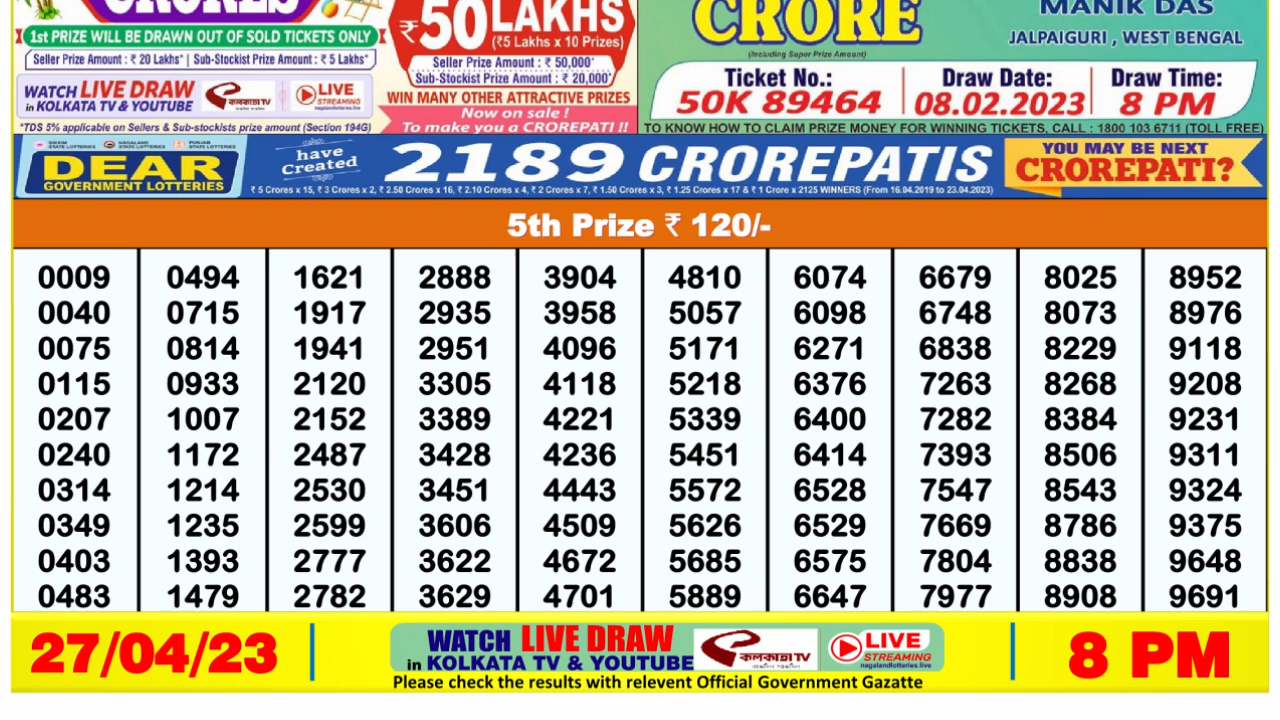 CRORES
1st PRIZE WILL BE DRAWN OUT OF SOLD TICKETS ONLY
Seller Prize Amount : ₹ 20 Lakhs* | Sub-Stockist Prize Amount : ₹ 5 Lakhs*
WATCH LIVE DRAW
in KOLKATA TV & YOUTUBE
কলকাতা TV
LIVE
STREAMING
*TDS 5% applicable on Sellers & Sub-stockists prize amount (Section 194G)
₹50 LAKHS
(₹5 Lakhs x 10 Prizes)
Seller Prize Amount : ₹ 50,000*
Sub-Stockist Prize Amount : ₹ 20,000*
WIN MANY OTHER ATTRACTIVE PRIZES
Now on sale !
To make you a CROREPATI !!
CRORE
(Including Super Prize Amount)
MANIK DAS
JALPAIGURI , WEST BENGAL
Ticket No.: Draw Date: Draw Time:
50K 89464 08.02.2023 8 PM
TO KNOW HOW TO CLAIM PRIZE MONEY FOR WINNING TICKETS, CALL : 1800 103 6711 (TOLL FREE)
SIKKIM STATE LOTTERIES NAGALAND STATE LOTTERIES PUNJAB STATE LOTTERIES
DEAR
GOVERNMENT LOTTERIES
have
Created
2189 CROREPATIS
₹ 5 Crores x 15, ₹ 3 Crores x 2, ₹ 2.50 Crores x 16, ₹ 2.10 Crores x 4, ₹ 2 Crores x 7, ₹ 1.50 Crores x 3, ₹ 1.25 Crores x 17 & ₹ 1 Crore x 2125 WINNERS (From 16.04.2019 to 23.04.2023)
YOU MAY BE NEXT
CROREPATI?
5th Prize ₹ 120/-
0009 0494 1621 2888 3904 4810 6074 6679 8025 8952
0040 0715 1917 2935 3958 5057 6098 6748 8073 8976
0075 0814 1941 2951 4096 5171 6271 6838 8229 9118
0115 0933 2120 3305 4118 5218 6376 7263 8268 9208
0207 1007 2152 3389 4221 5339 6400 7282 8384 9231
0240 1172 2487 3428 4236 5451 6414 7393 8506 9311
0314 1214 2530 3451 4443 5572 6528 7547 8543 9324
0349 1235 2599 3606 4509 5626 6529 7669 8786 9375
0403 1393 2777 3622 4672 5685 6575 7804 8838 9648
0483 1479 2782 3629 4701 5889 6647 7977 8908 9691
27/04/23
WATCH LIVE DRAW
in KOLKATA TV & YOUTUBE
কলকাতা TV
LIVE
STREAMING
nagalandlotteries.live
Please check the results with relevent Official Government Gazatte
8 PM